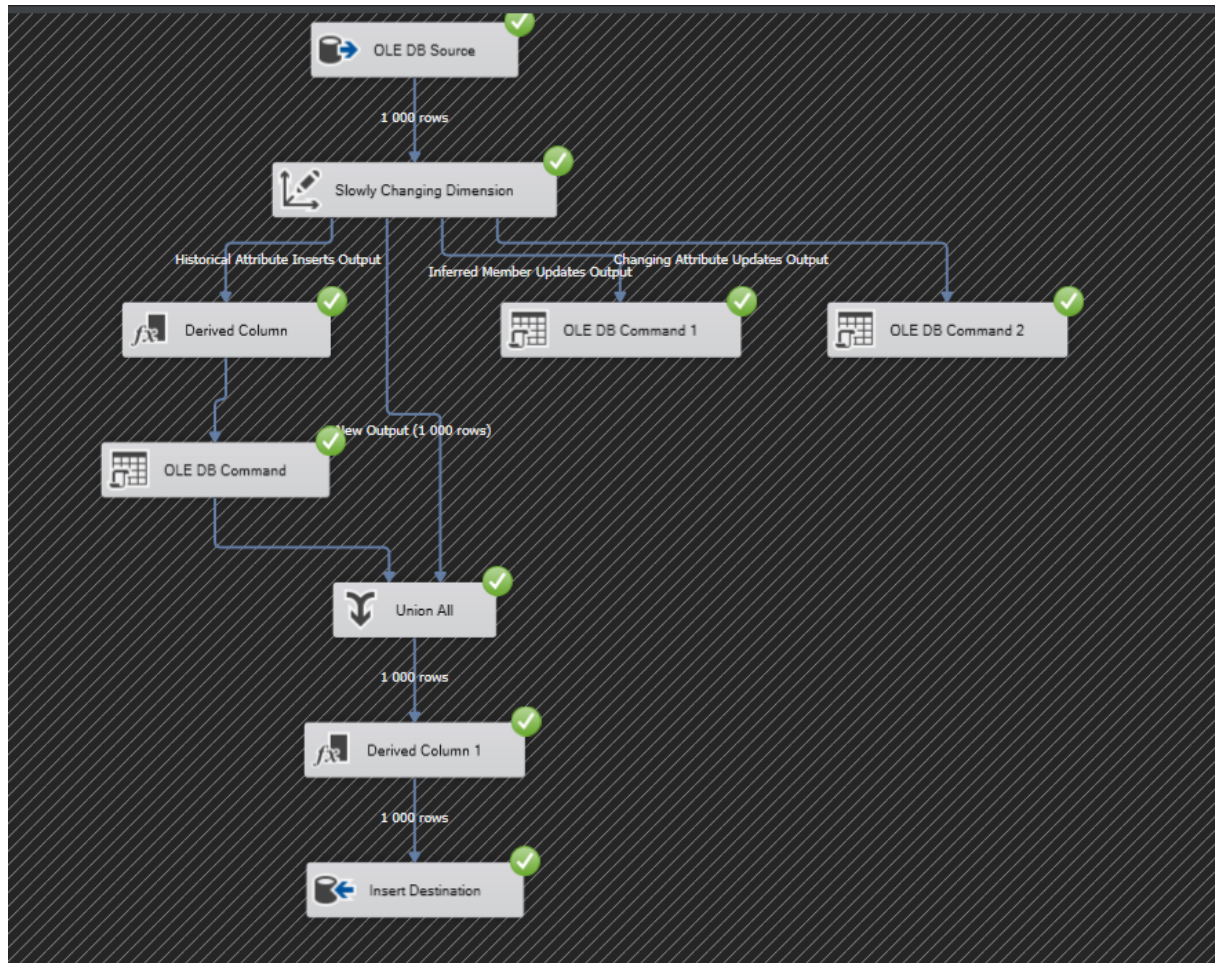 OLE DB Source
1 000 rows
Slowly Changing Dimension
Historical Attribute Inserts Output
Changing Attribute Updates Output
Inferred Member Updates Output
Derived Column
OLE DB Command 1
OLE DB Command 2
New Output (1 000 rows)
OLE DB Command
Union All
1 000 rows
Derived Column 1
1 000 rows
Insert Destination